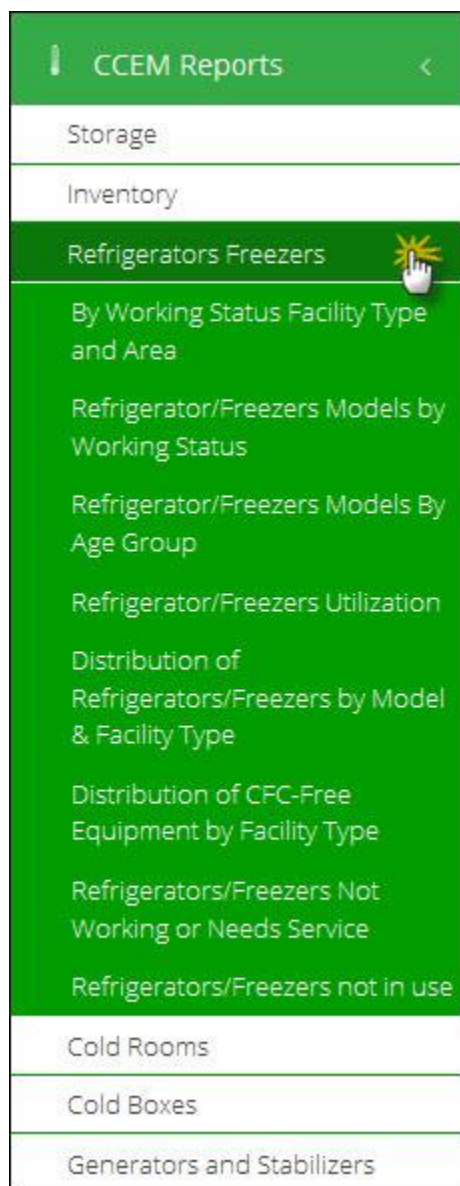 CCEM Reports
Storage
Inventory
Refrigerators Freezers
By Working Status Facility Type
and Area
Refrigerator/Freezers Models by
Working Status
Refrigerator/Freezers Models By
Age Group
Refrigerator/Freezers Utilization
Distribution of
Refrigerators/Freezers by Model
& Facility Type
Distribution of CFC-Free
Equipment by Facility Type
Refrigerators/Freezers Not
Working or Needs Service
Refrigerators/Freezers not in use
Cold Rooms
Cold Boxes
Generators and Stabilizers